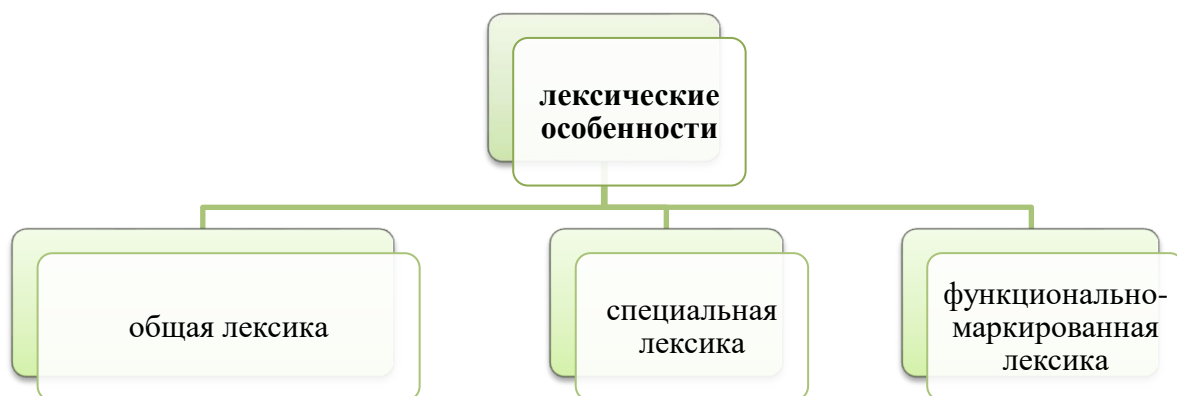 лексические
особенности
общая лексика
специальная
лексика
функционально-
маркированная
лексика